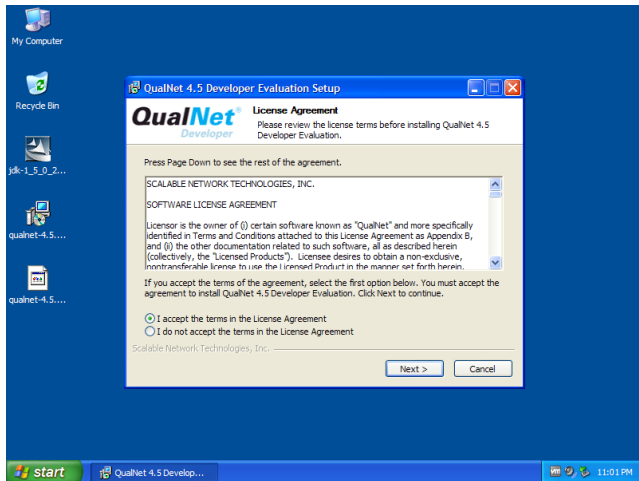 My Computer
Recycle Bin
jdk-1_5_0_2...
qualnet-4.5....
qualnet-4.5....
QualNet 4.5 Developer Evaluation Setup
QualNet®
Developer
License Agreement
Please review the license terms before installing QualNet 4.5
Developer Evaluation.
Press Page Down to see the rest of the agreement.
SCALABLE NETWORK TECHNOLOGIES, INC.
SOFTWARE LICENSE AGREEMENT
Licensor is the owner of (i) certain software known as "QualNet" and more specifically
identified in Terms and Conditions attached to this License Agreement as Appendix B,
and (ii) the other documentation related to such software, all as described herein
(collectively, the "Licensed Products"). Licensee desires to obtain a non-exclusive,
nontransferable license to use the Licensed Product in the manner set forth herein.
If you accept the terms of the agreement, select the first option below. You must accept the
agreement to install QualNet 4.5 Developer Evaluation. Click Next to continue.
I accept the terms in the License Agreement
I do not accept the terms in the License Agreement
Scalable Network Technologies, Inc.
Next >
Cancel
start
QualNet 4.5 Develop...
11:01 PM